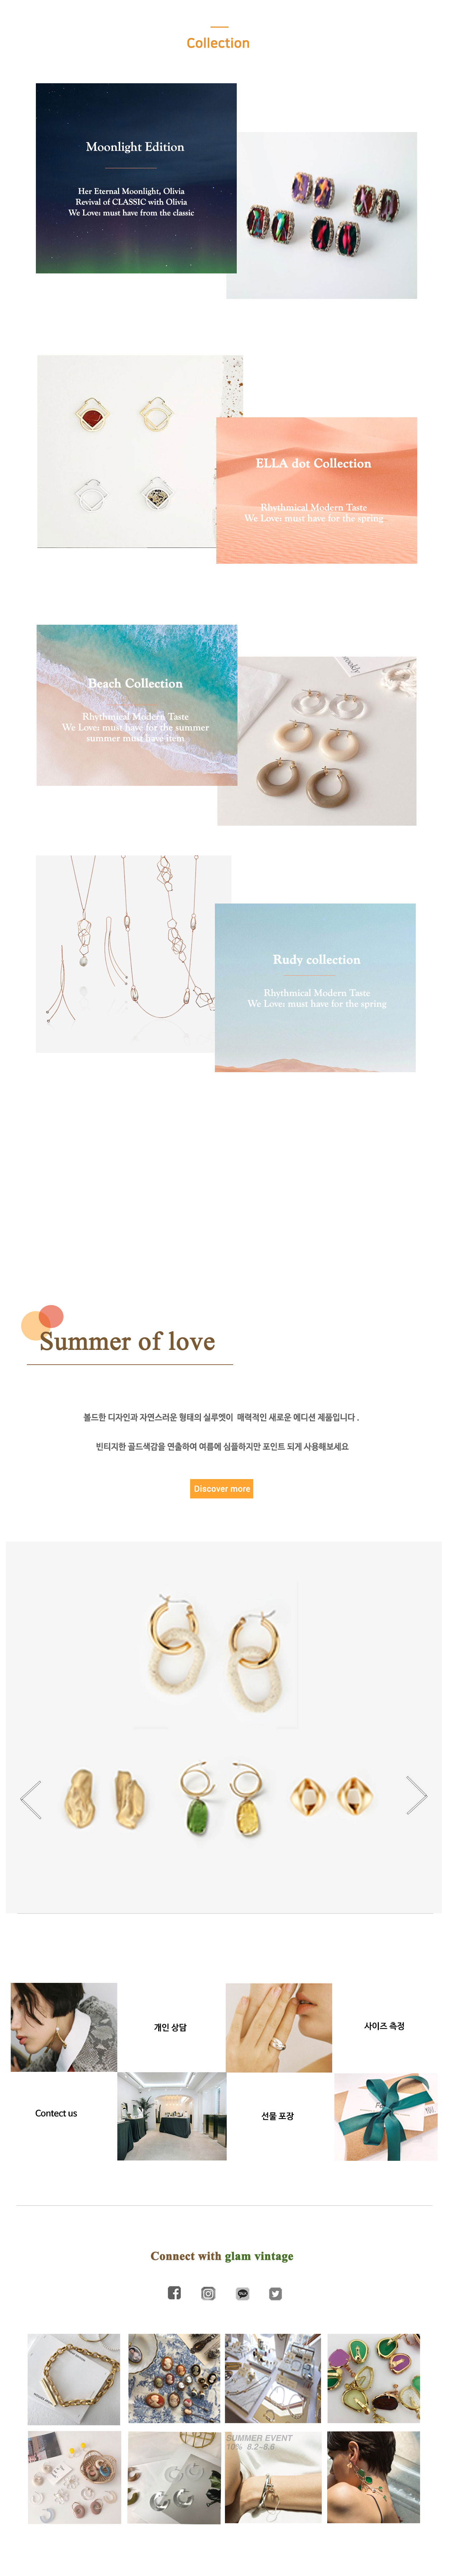 Collection
Moonlight Edition
Her Eternal Moonlight, Olivia
Revival of CLASSIC with Olivia
We Love: must have from the classic
ELLA dot Collection
Rhythmical Modern Taste
We Love: must have for the spring
Beach Collection
Rhythmical Modern Taste
We Love: must have for the summer
summer must have item
Rudy collection
Rhythmical Modern Taste
We Love: must have for the spring
Summer of love
볼드한 디자인과 자연스러운 형태의 실루엣이 매력적인 새로운 에디션 제품입니다 .
빈티지한 골드색감을 연출하여 여름에 심플하지만 포인트 되게 사용해보세요
Discover more
개인 상담
사이즈 측정
Contect us
선물 포장
Connect with glam vintage
SUMMER EVENT
10% 8.2~8.6